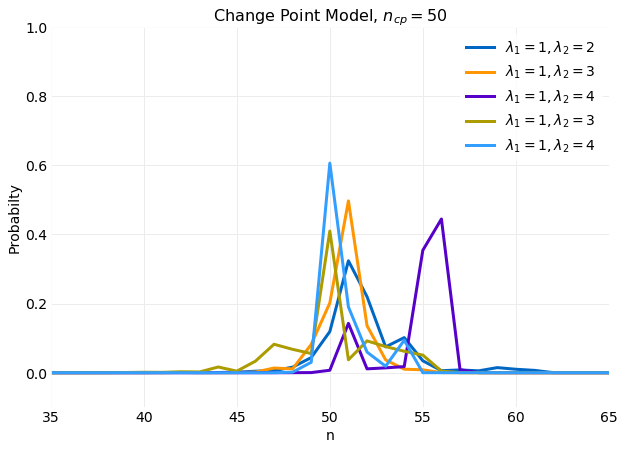 Change Point Model, n_cp = 50
1.0
0.8
0.6
0.4
0.2
0.0
Probabilty
35 40 45 50 55 60 65
n
λ₁ = 1, λ₂ = 2
λ₁ = 1, λ₂ = 3
λ₁ = 1, λ₂ = 4
λ₁ = 1, λ₂ = 3
λ₁ = 1, λ₂ = 4